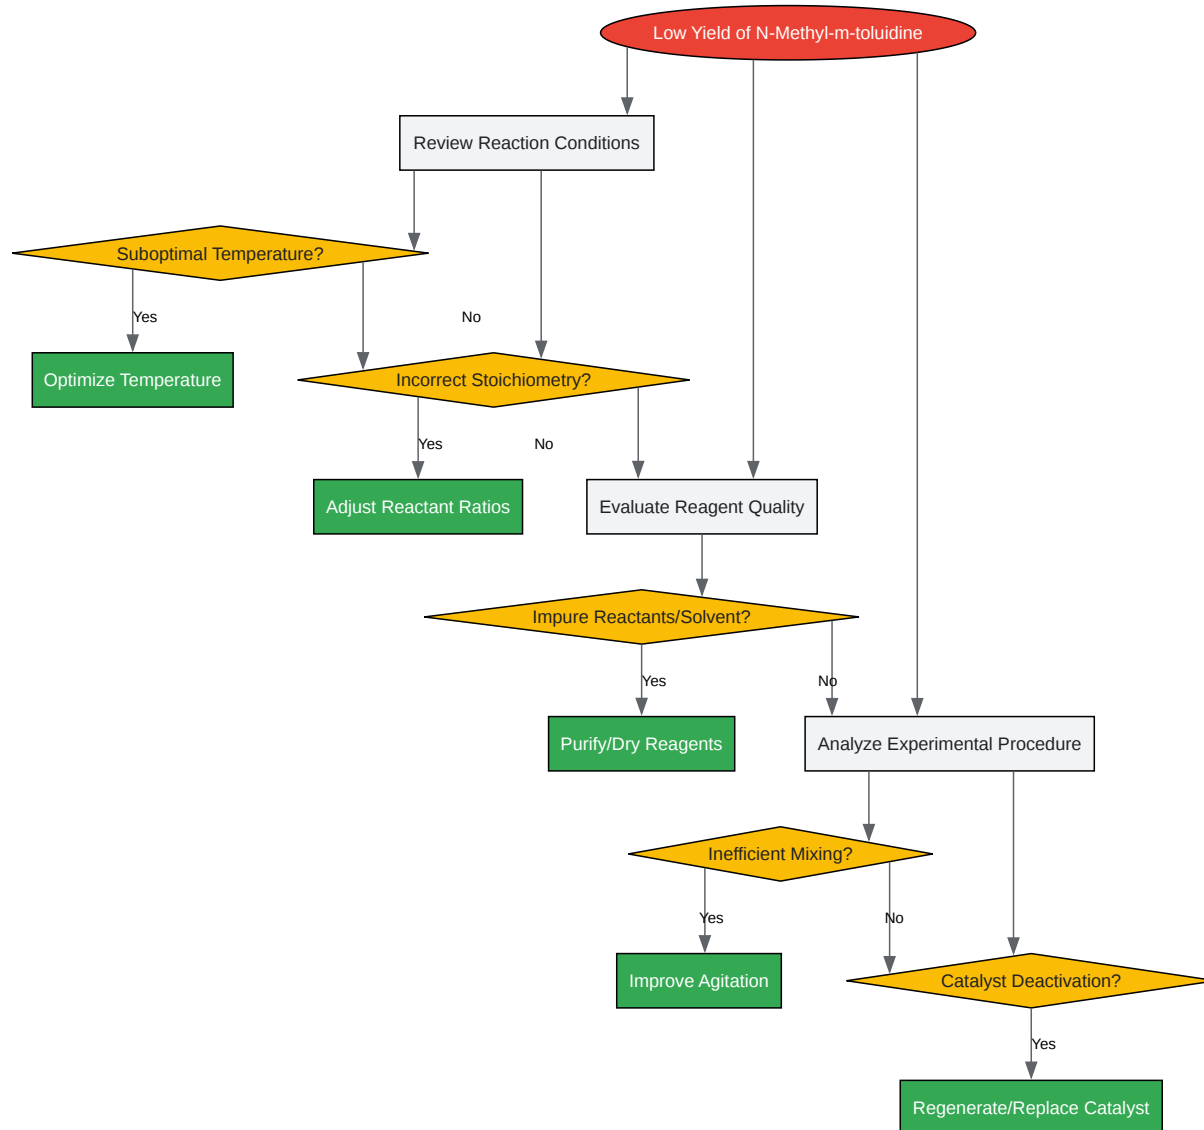 Low Yield of N-Methyl-m-toluidine
Review Reaction Conditions
Suboptimal Temperature?
Yes
No
Optimize Temperature
Incorrect Stoichiometry?
Yes
No
Adjust Reactant Ratios
Evaluate Reagent Quality
Impure Reactants/Solvent?
Yes
No
Purify/Dry Reagents
Analyze Experimental Procedure
Inefficient Mixing?
Yes
No
Improve Agitation
Catalyst Deactivation?
Yes
Regenerate/Replace Catalyst